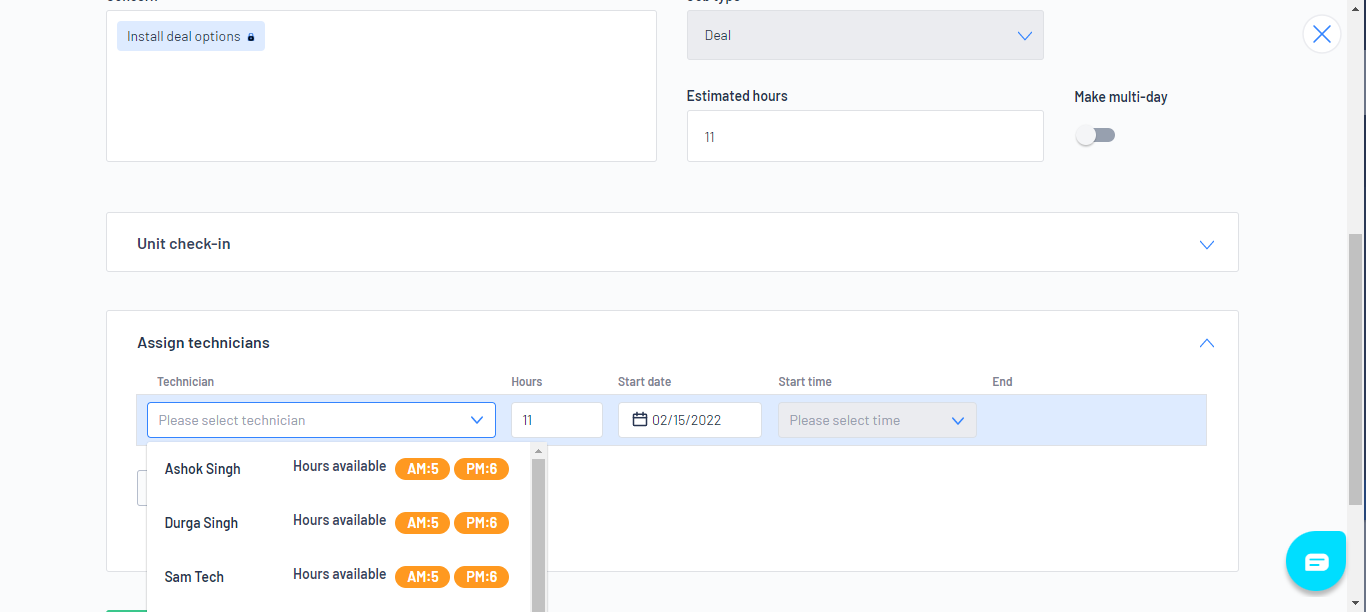 Install deal options
Deal
Estimated hours
Make multi-day
11
Unit check-in
Assign technicians
Technician Hours Start date Start time End
Please select technician 11 02/15/2022 Please select time
Ashok Singh Hours available AM:5 PM:6
Durga Singh Hours available AM:5 PM:6
Sam Tech Hours available AM:5 PM:6